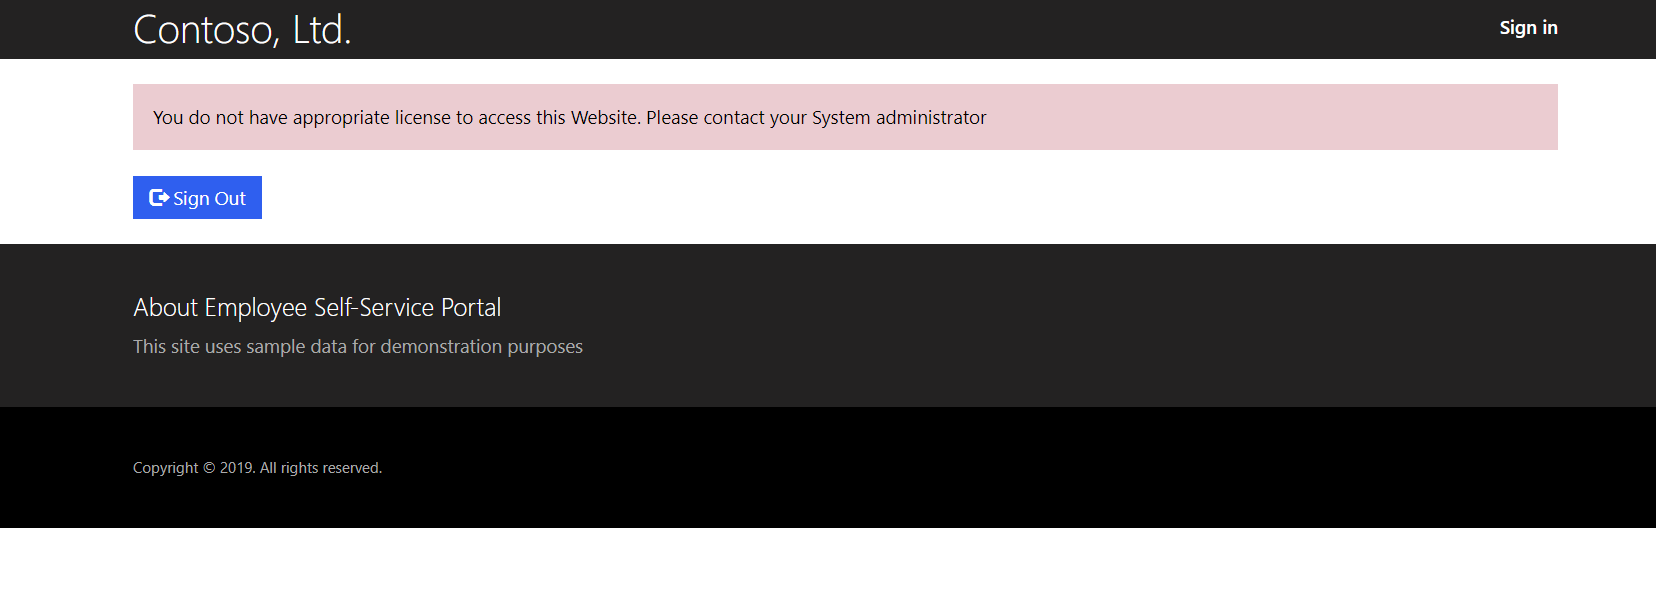 Contoso, Ltd.
Sign in
You do not have appropriate license to access this Website. Please contact your System administrator
Sign Out
About Employee Self-Service Portal
This site uses sample data for demonstration purposes
Copyright © 2019. All rights reserved.